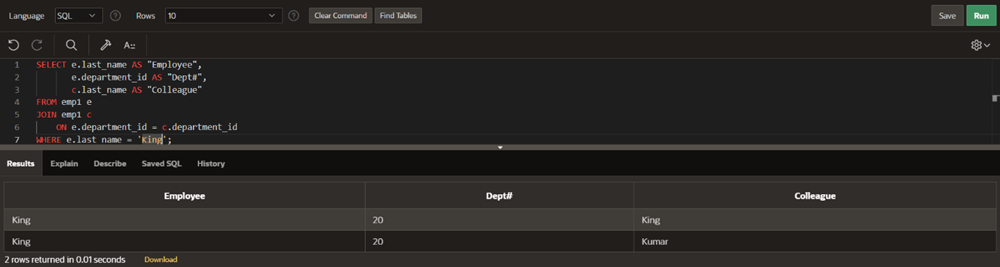 Language SQL Rows 10 Clear Command Find Tables Save Run
A..
1 SELECT e.last_name AS "Employee",
2 e.department_id AS "Dept#",
3 c.last_name AS "Colleague"
4 FROM emp1 e
5 JOIN emp1 c
6 ON e.department_id = c.department_id
7 WHERE e.last_name = 'King';
Results Explain Describe Saved SQL History
Employee Dept# Colleague
King 20 King
King 20 Kumar
2 rows returned in 0.01 seconds Download